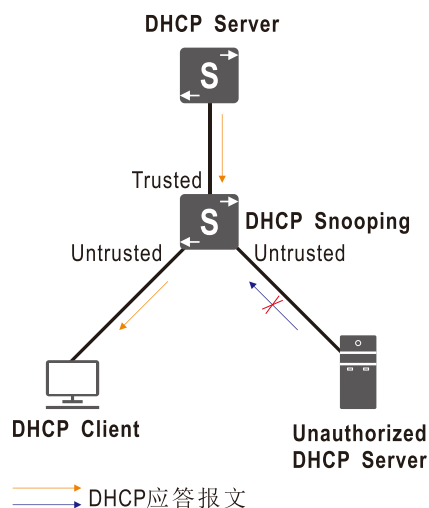 DHCP Server
S
Trusted
S
DHCP Snooping
Untrusted
Untrusted
DHCP Client
Unauthorized
DHCP Server
DHCP应答报文